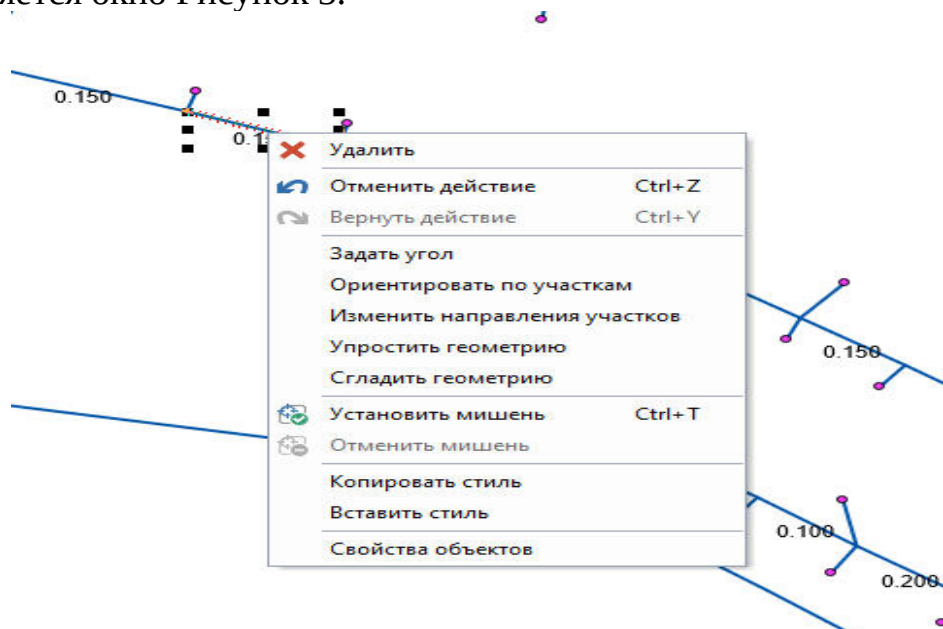 окно Рисунок
0.150
Удалить
Отменить действие Ctrl+Z
Вернуть действие Ctrl+Y
Задать угол
Ориентировать по участкам
Изменить направления участков
Упростить геометрию
Сгладить геометрию
0.150
Установить мишень Ctrl+T
Отменить мишень
Копировать стиль
Вставить стиль
0.100
Свойства объектов
0.200